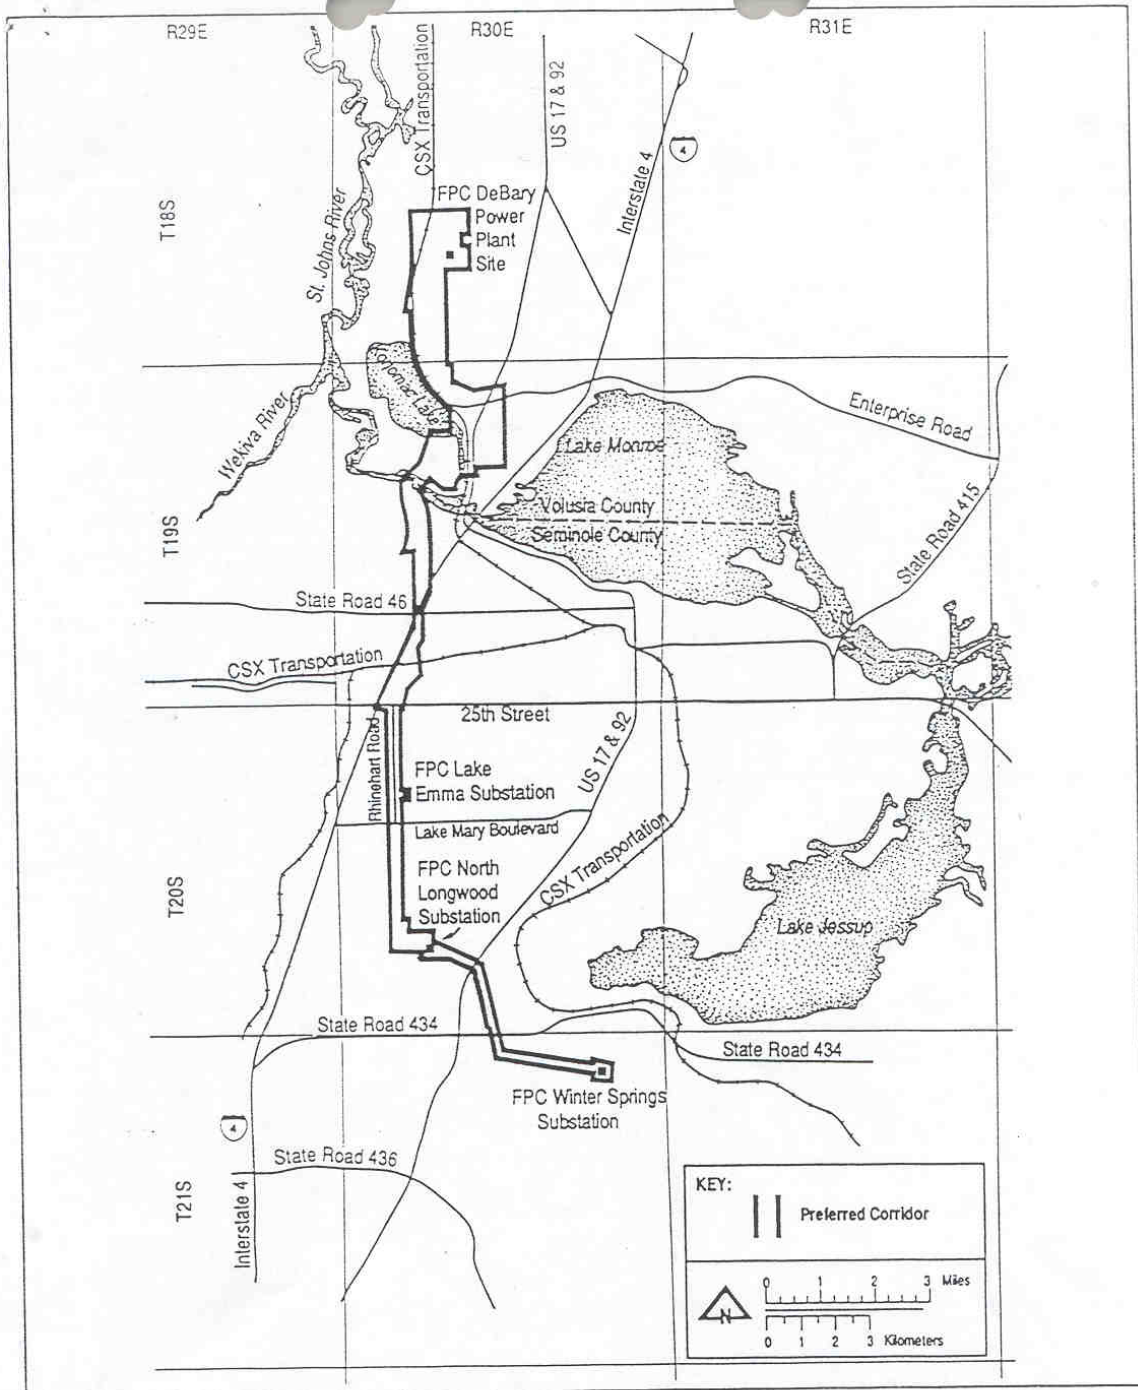 R29E
R30E
R31E
CSX Transportation
US 17 & 92
Interstate 4
4
T18S
St. Johns River
FPC DeBary
Power
Plant
Site
Wekiva River
Konomac Lake
Enterprise Road
Lake Monroe
Volusia County
Seminole County
State Road 415
T19S
State Road 46
CSX Transportation
25th Street
US 17 & 92
Rhinehart Road
FPC Lake
Emma Substation
Lake Mary Boulevard
FPC North
Longwood
Substation
CSX Transportation
T20S
Lake Jessup
State Road 434
State Road 434
FPC Winter Springs
Substation
4
State Road 436
T21S
Interstate 4
KEY:
Preferred Corridor
N
0 1 2 3 Miles
0 1 2 3 Kilometers